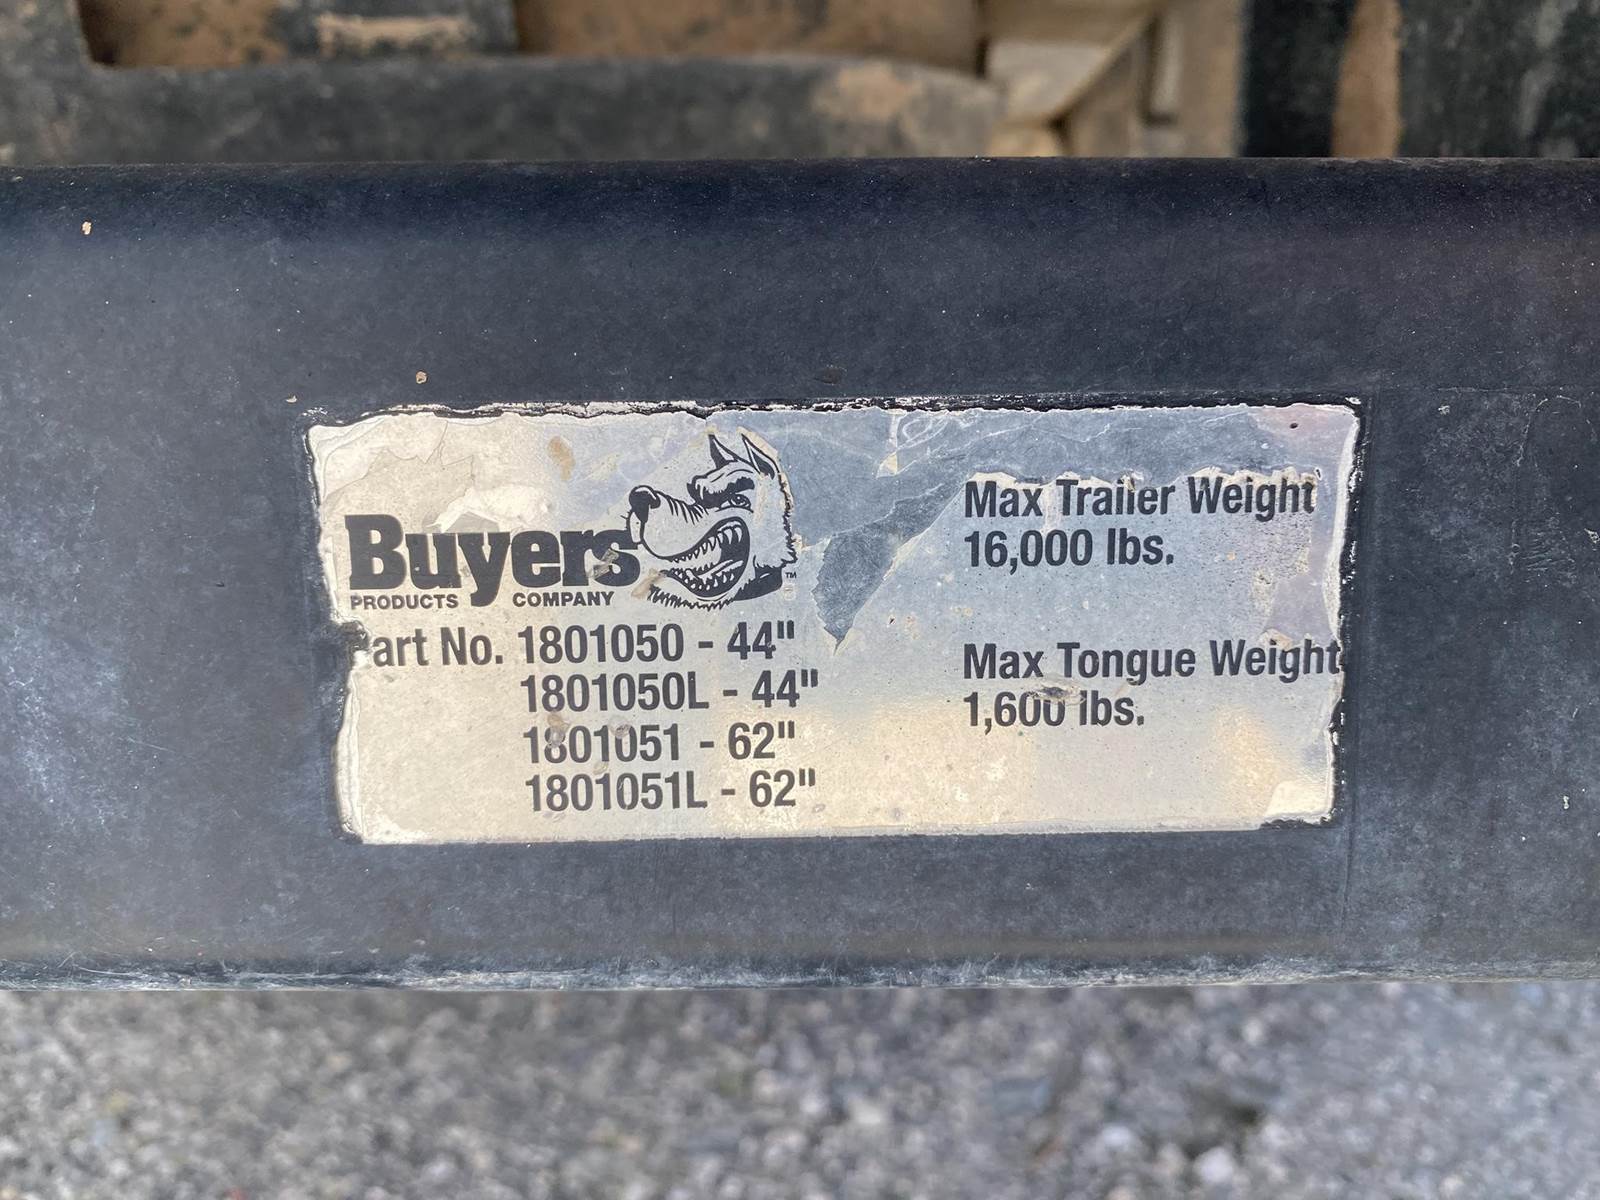 Buyers
PRODUCTS COMPANY
™
Part No. 1801050 - 44"
1801050L - 44"
1801051 - 62"
1801051L - 62"
Max Trailer Weight
16,000 lbs.
Max Tongue Weight
1,600 lbs.